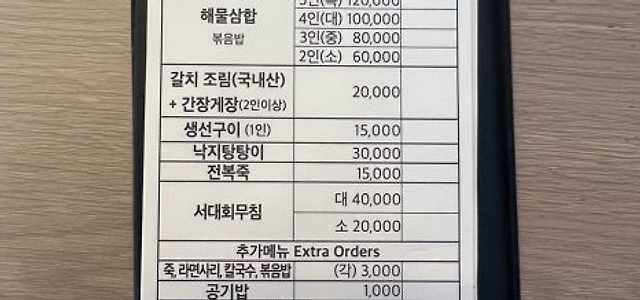 5인(특) 120,000
해물삼합
볶음밥
4인(대) 100,000
3인(중) 80,000
2인(소) 60,000
갈치 조림(국내산)
+ 간장게장(2인이상)
20,000
생선구이 (1인) 15,000
낙지탕탕이 30,000
전복죽 15,000
서대회무침
대 40,000
소 20,000
추가메뉴 Extra Orders
죽, 라면사리, 칼국수, 볶음밥 (각) 3,000
공기밥 1,000